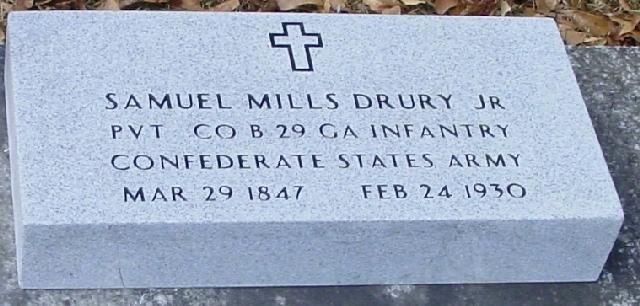 SAMUEL MILLS DRURY JR
PVT CO B 29 GA INFANTRY
CONFEDERATE STATES ARMY
MAR 29 1847 FEB 24 1930